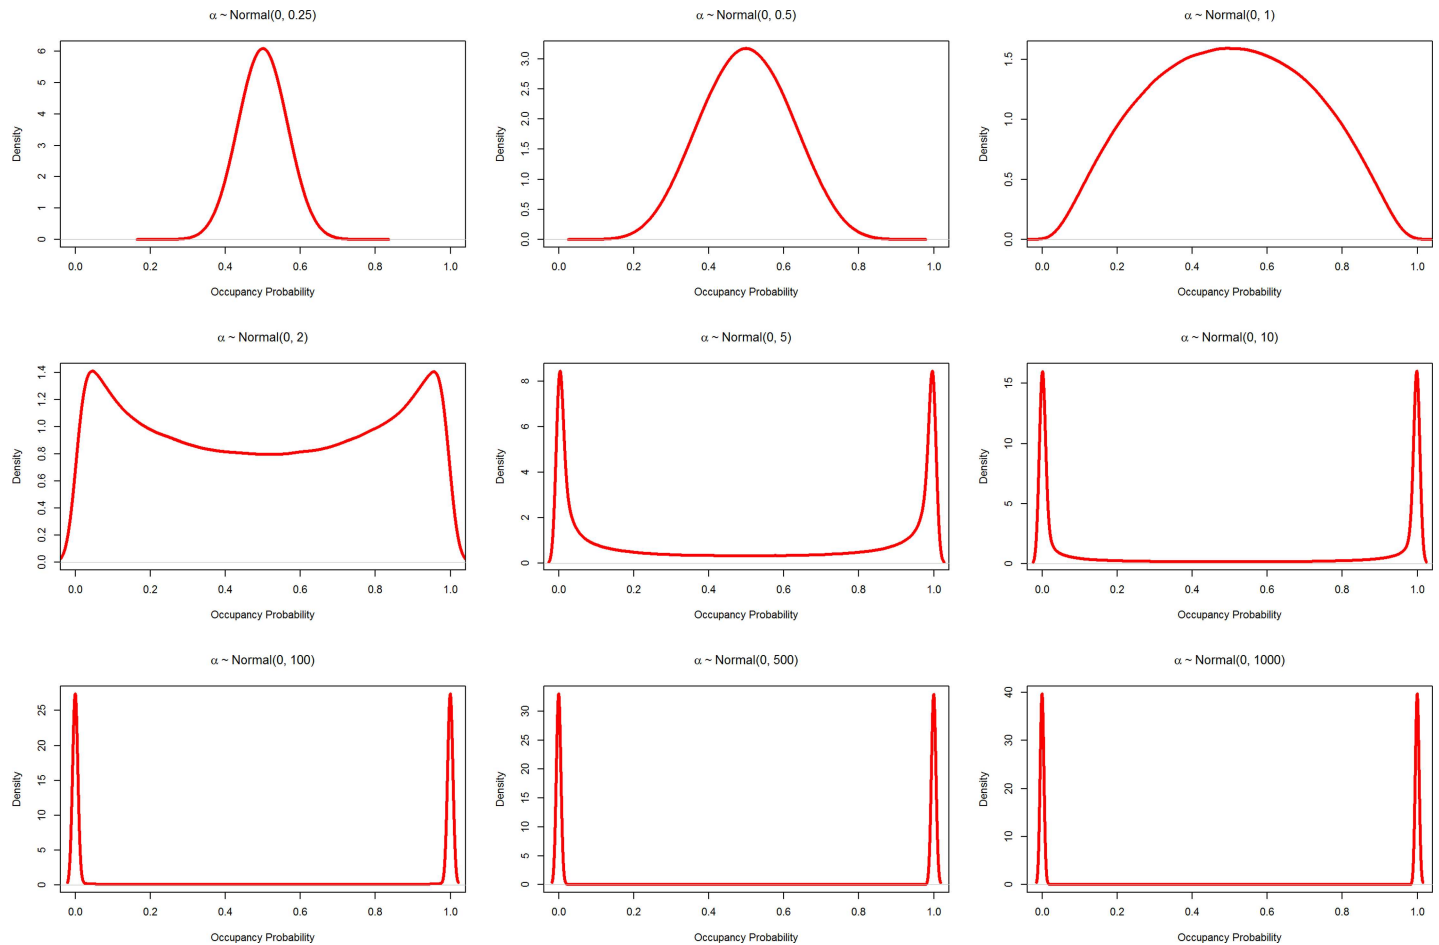 α ~ Normal(0, 0.25)
Density
0 1 2 3 4 5 6
0.0 0.2 0.4 0.6 0.8 1.0
Occupancy Probability
α ~ Normal(0, 0.5)
Density
0.0 0.5 1.0 1.5 2.0 2.5 3.0
0.0 0.2 0.4 0.6 0.8 1.0
Occupancy Probability
α ~ Normal(0, 1)
Density
0.0 0.5 1.0 1.5
0.0 0.2 0.4 0.6 0.8 1.0
Occupancy Probability
α ~ Normal(0, 2)
Density
0.0 0.2 0.4 0.6 0.8 1.0 1.2 1.4
0.0 0.2 0.4 0.6 0.8 1.0
Occupancy Probability
α ~ Normal(0, 5)
Density
0 2 4 6 8
0.0 0.2 0.4 0.6 0.8 1.0
Occupancy Probability
α ~ Normal(0, 10)
Density
0 5 10 15
0.0 0.2 0.4 0.6 0.8 1.0
Occupancy Probability
α ~ Normal(0, 100)
Density
0 5 10 15 20 25
0.0 0.2 0.4 0.6 0.8 1.0
Occupancy Probability
α ~ Normal(0, 500)
Density
0 5 10 15 20 25 30
0.0 0.2 0.4 0.6 0.8 1.0
Occupancy Probability
α ~ Normal(0, 1000)
Density
0 10 20 30 40
0.0 0.2 0.4 0.6 0.8 1.0
Occupancy Probability